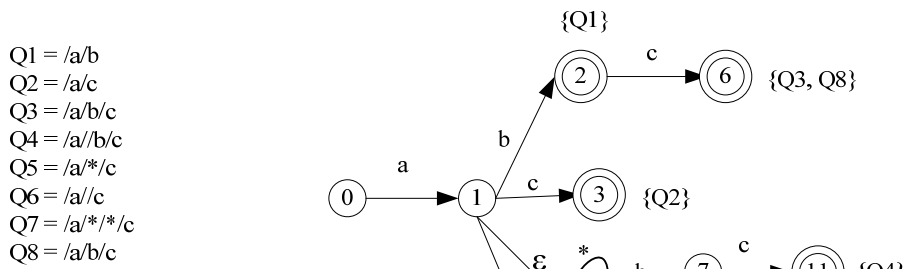 Q1 = /a/b
Q2 = /a/c
Q3 = /a/b/c
Q4 = /a//b/c
Q5 = /a/*/c
Q6 = /a//c
Q7 = /a/*/*/c
Q8 = /a/b/c
{Q1}
2
c
6
{Q3, Q8}
b
a
0
1
c
3
{Q2}
ε
*
b
7
c
11
{Q4}